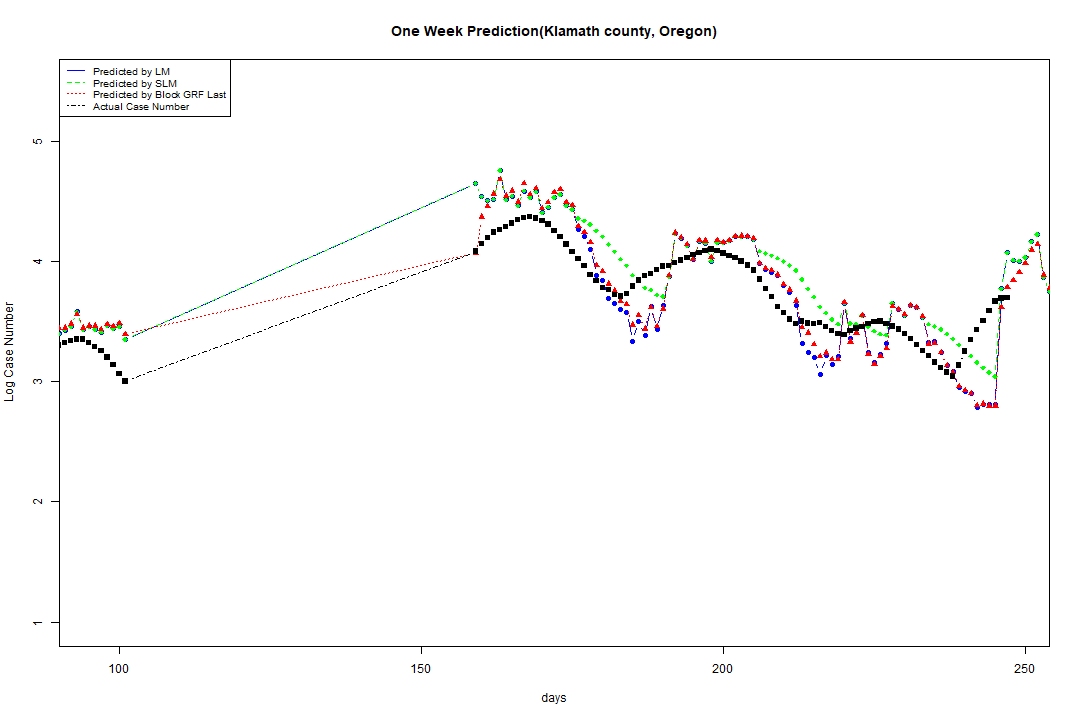 One Week Prediction(Klamath county, Oregon)
Predicted by LM
Predicted by SLM
Predicted by Block GRF Last
Actual Case Number
5
4
3
2
1
Log Case Number
100 150 200 250
days